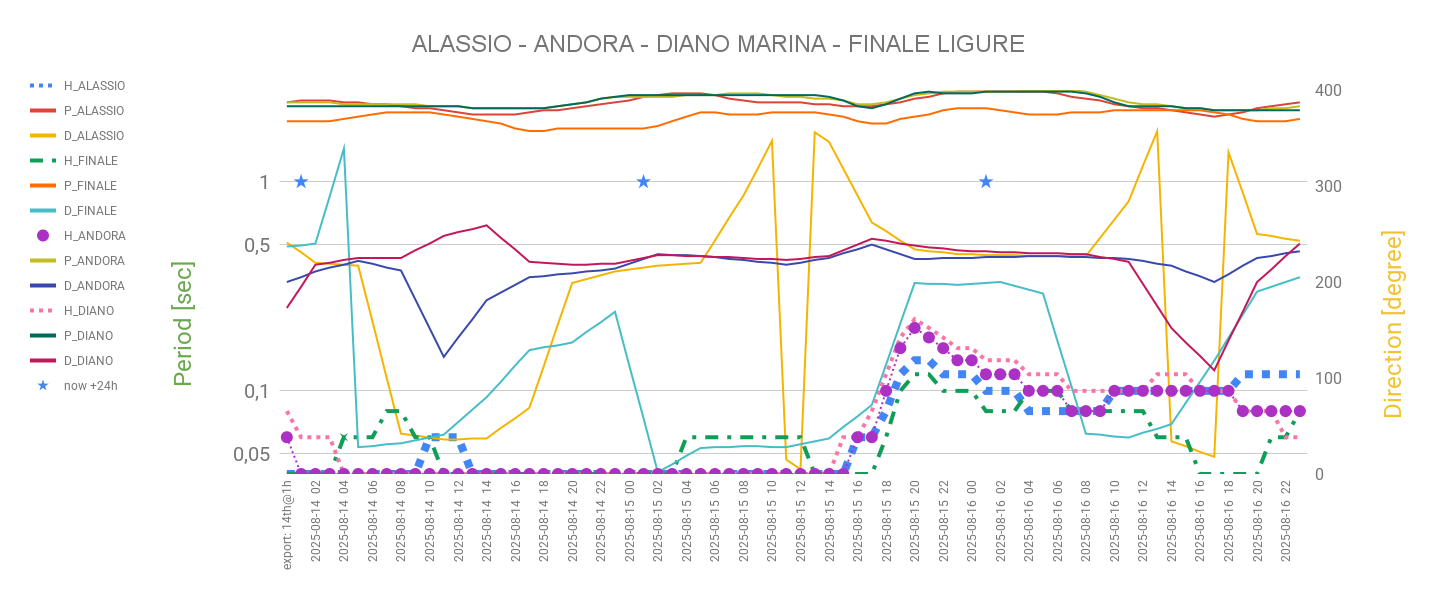 ALASSIO - ANDORA - DIANO MARINA - FINALE LIGURE
H_ALASSIO
P_ALASSIO
D_ALASSIO
H_FINALE
P_FINALE
D_FINALE
H_ANDORA
P_ANDORA
D_ANDORA
H_DIANO
P_DIANO
D_DIANO
now +24h
Period [sec]
1
0,5
0,1
0,05
400
300
200
100
0
Direction [degree]
export: 14th@1h
2025-08-14 02
2025-08-14 04
2025-08-14 06
2025-08-14 08
2025-08-14 10
2025-08-14 12
2025-08-14 14
2025-08-14 16
2025-08-14 18
2025-08-14 20
2025-08-14 22
2025-08-15 00
2025-08-15 02
2025-08-15 04
2025-08-15 06
2025-08-15 08
2025-08-15 10
2025-08-15 12
2025-08-15 14
2025-08-15 16
2025-08-15 18
2025-08-15 20
2025-08-15 22
2025-08-16 00
2025-08-16 02
2025-08-16 04
2025-08-16 06
2025-08-16 08
2025-08-16 10
2025-08-16 12
2025-08-16 14
2025-08-16 16
2025-08-16 18
2025-08-16 20
2025-08-16 22